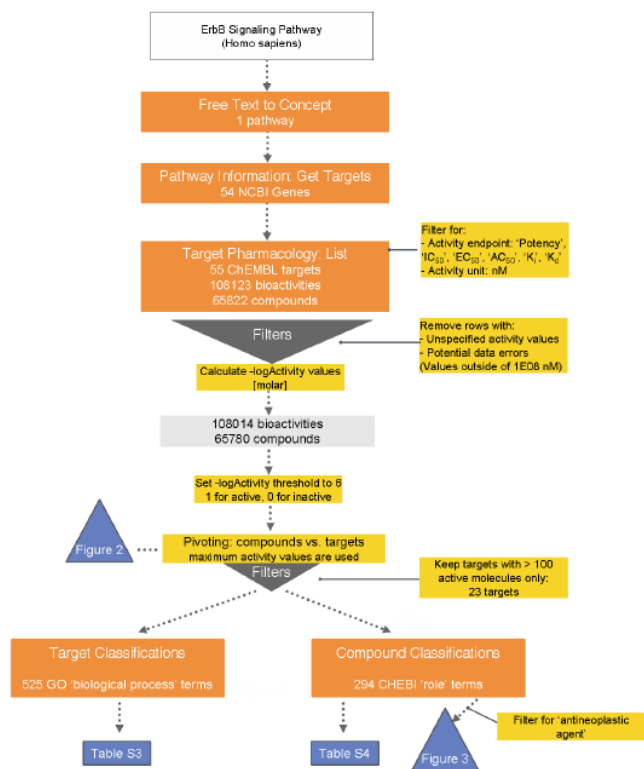 ErbB Signaling Pathway
(Homo sapiens)
Free Text to Concept
1 pathway
Pathway Information: Get Targets
54 NCBI Genes
Target Pharmacology: List
55 ChEMBL targets
108123 bioactivities
65822 compounds
Filter for:
- Activity endpoint: ‘Potency’,
‘IC50’, ‘EC50’, ‘AC50’, ‘Ki’, ‘Kd’
- Activity unit: nM
Filters
Remove rows with:
- Unspecified activity values
- Potential data errors
(Values outside of 1E08 nM)
Calculate -logActivity values
[molar]
108014 bioactivities
65780 compounds
Set -logActivity threshold to 6
1 for active, 0 for inactive
Figure 2
Pivoting: compounds vs. targets
maximum activity values are used
Filters
Keep targets with > 100
active molecules only:
23 targets
Target Classifications
525 GO ‘biological process’ terms
Compound Classifications
294 CHEBI ‘role’ terms
Filter for ‘antineoplastic
agent’
Table S3
Table S4
Figure 3